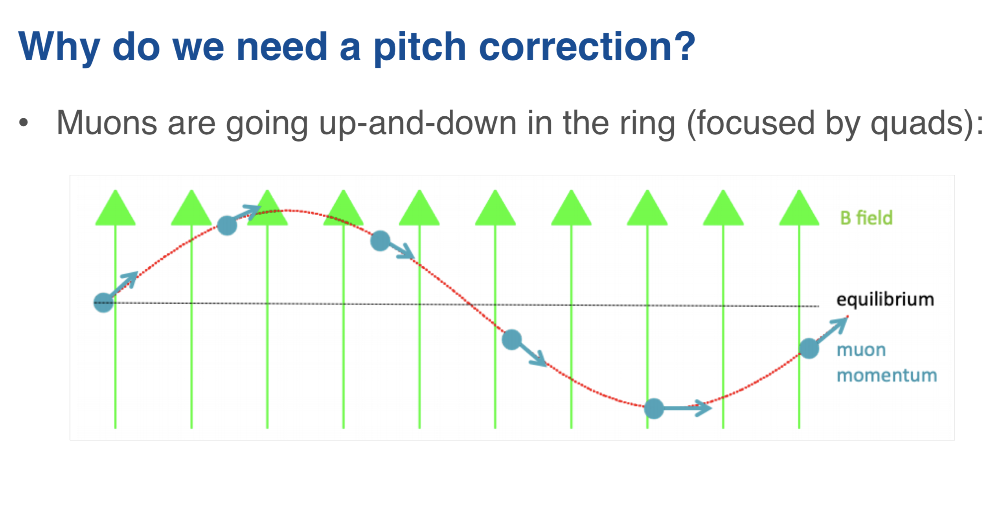 Why do we need a pitch correction?
• Muons are going up-and-down in the ring (focused by quads):
B field
equilibrium
muon
momentum